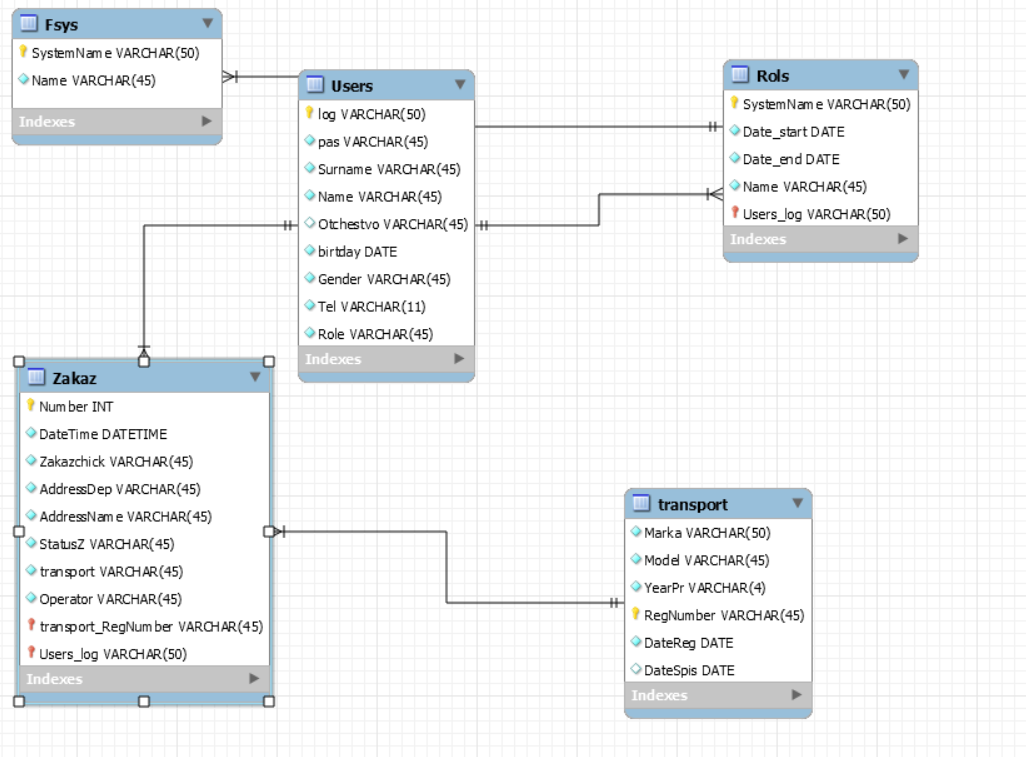 Fsys
SystemName VARCHAR(50)
Name VARCHAR(45)
Indexes
Users
log VARCHAR(50)
pas VARCHAR(45)
Surname VARCHAR(45)
Name VARCHAR(45)
Otchestvo VARCHAR(45)
birtday DATE
Gender VARCHAR(45)
Tel VARCHAR(11)
Role VARCHAR(45)
Indexes
Rols
SystemName VARCHAR(50)
Date_start DATE
Date_end DATE
Name VARCHAR(45)
Users_log VARCHAR(50)
Indexes
Zakaz
Number INT
DateTime DATETIME
Zakazchick VARCHAR(45)
AddressDep VARCHAR(45)
AddressName VARCHAR(45)
StatusZ VARCHAR(45)
transport VARCHAR(45)
Operator VARCHAR(45)
transport_RegNumber VARCHAR(45)
Users_log VARCHAR(50)
Indexes
transport
Marka VARCHAR(50)
Model VARCHAR(45)
YearPr VARCHAR(4)
RegNumber VARCHAR(45)
DateReg DATE
DateSpis DATE
Indexes